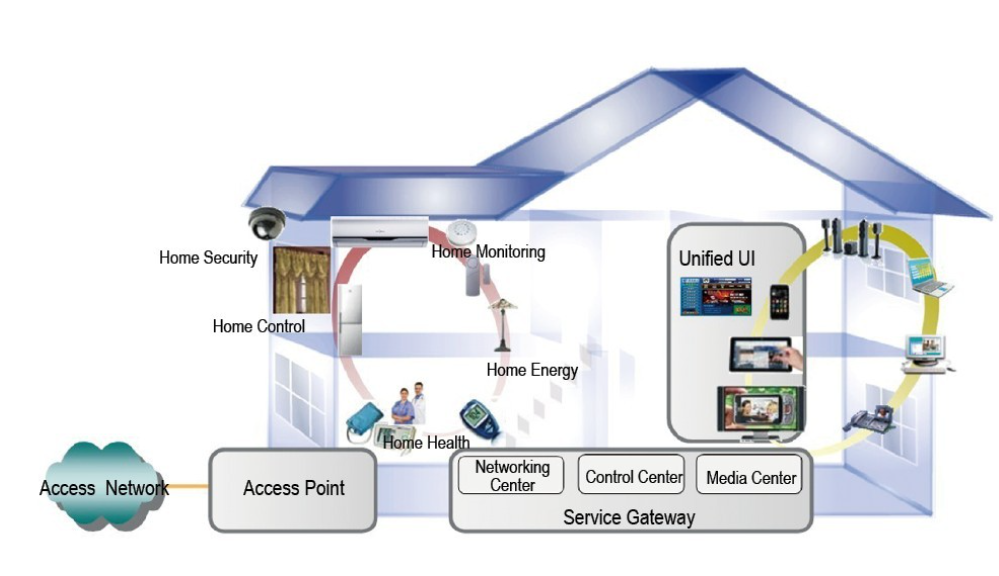 Home Security
Home Monitoring
Unified UI
Home Control
Home Energy
Home Health
Access Network
Access Point
Networking
Center
Control Center
Media Center
Service Gateway